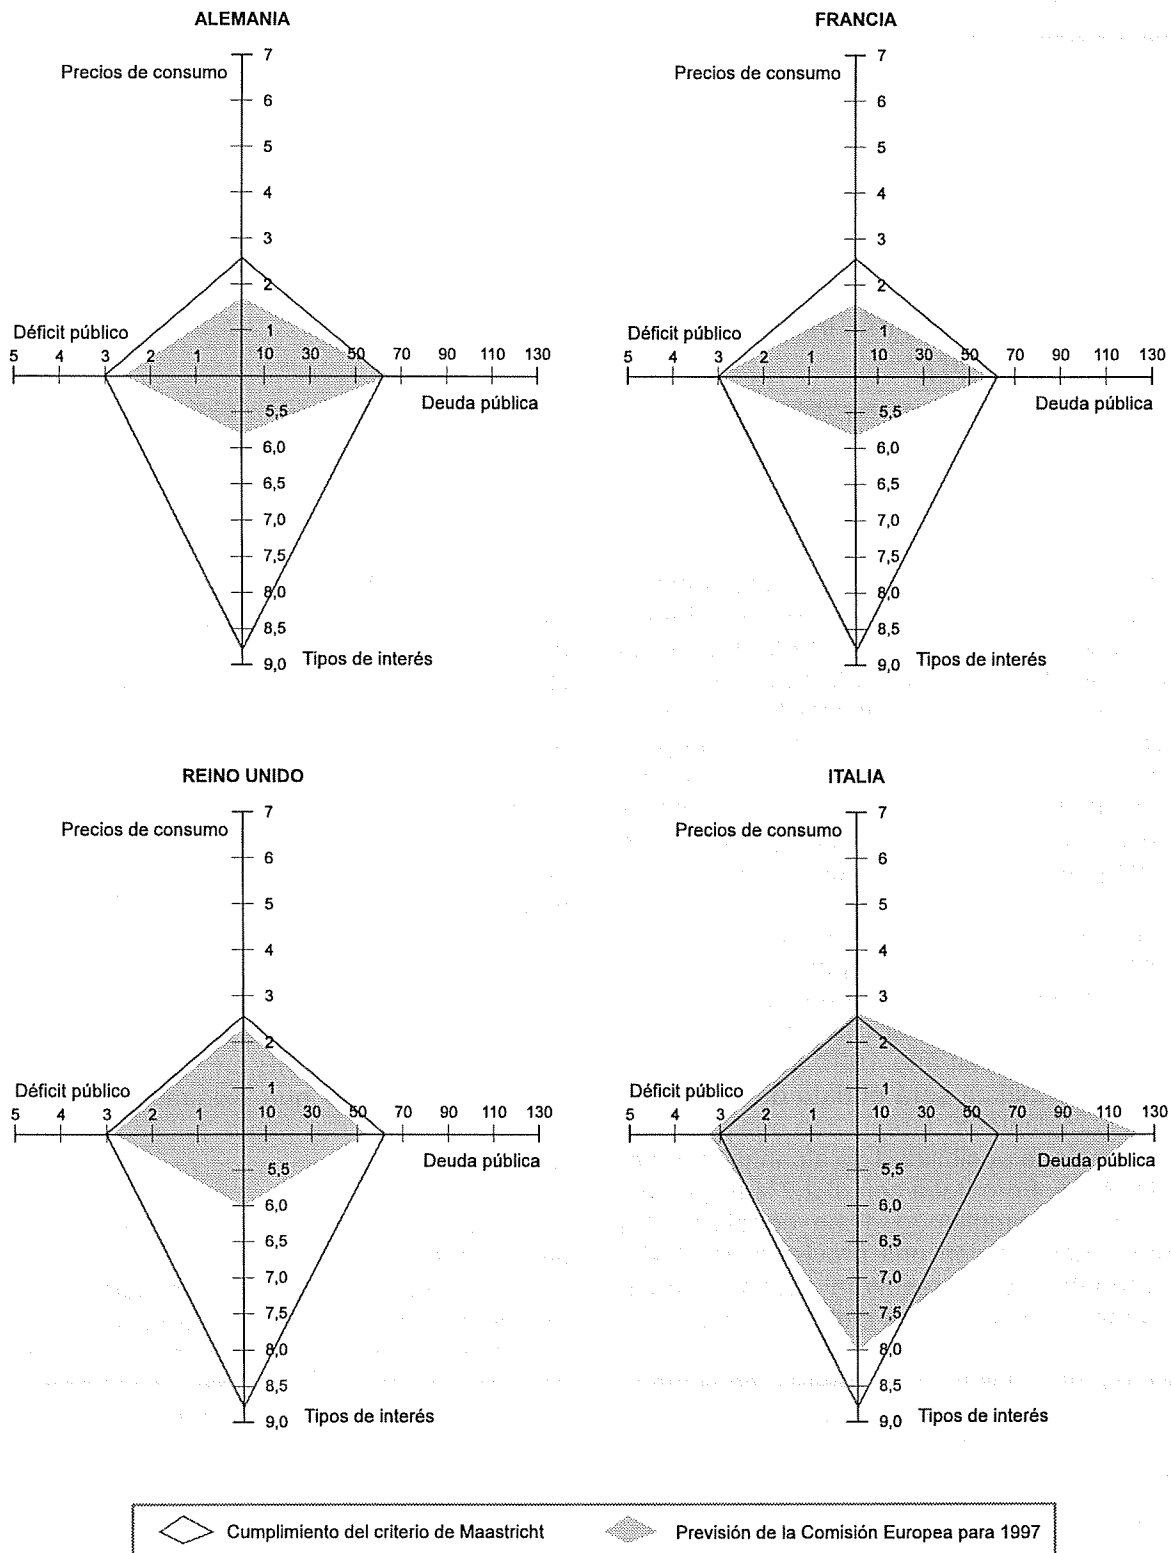 ALEMANIA
7
Precios de consumo
6
5
4
3
2
1
Déficit público
5 4 3 2 1 10 30 50 70 90 110 130
Deuda pública
5,5
6,0
6,5
7,0
7,5
8,0
8,5
9,0 Tipos de interés
FRANCIA
7
Precios de consumo
6
5
4
3
2
1
Déficit público
5 4 3 2 1 10 30 50 70 90 110 130
Deuda pública
5,5
6,0
6,5
7,0
7,5
8,0
8,5
9,0 Tipos de interés
REINO UNIDO
7
Precios de consumo
6
5
4
3
2
1
Déficit público
5 4 3 2 1 10 30 50 70 90 110 130
Deuda pública
5,5
6,0
6,5
7,0
7,5
8,0
8,5
9,0 Tipos de interés
ITALIA
7
Precios de consumo
6
5
4
3
2
1
Déficit público
5 4 3 2 1 10 30 50 70 90 110 130
Deuda pública
5,5
6,0
6,5
7,0
7,5
8,0
8,5
9,0 Tipos de interés
Cumplimiento del criterio de Maastricht Previsión de la Comisión Europea para 1997